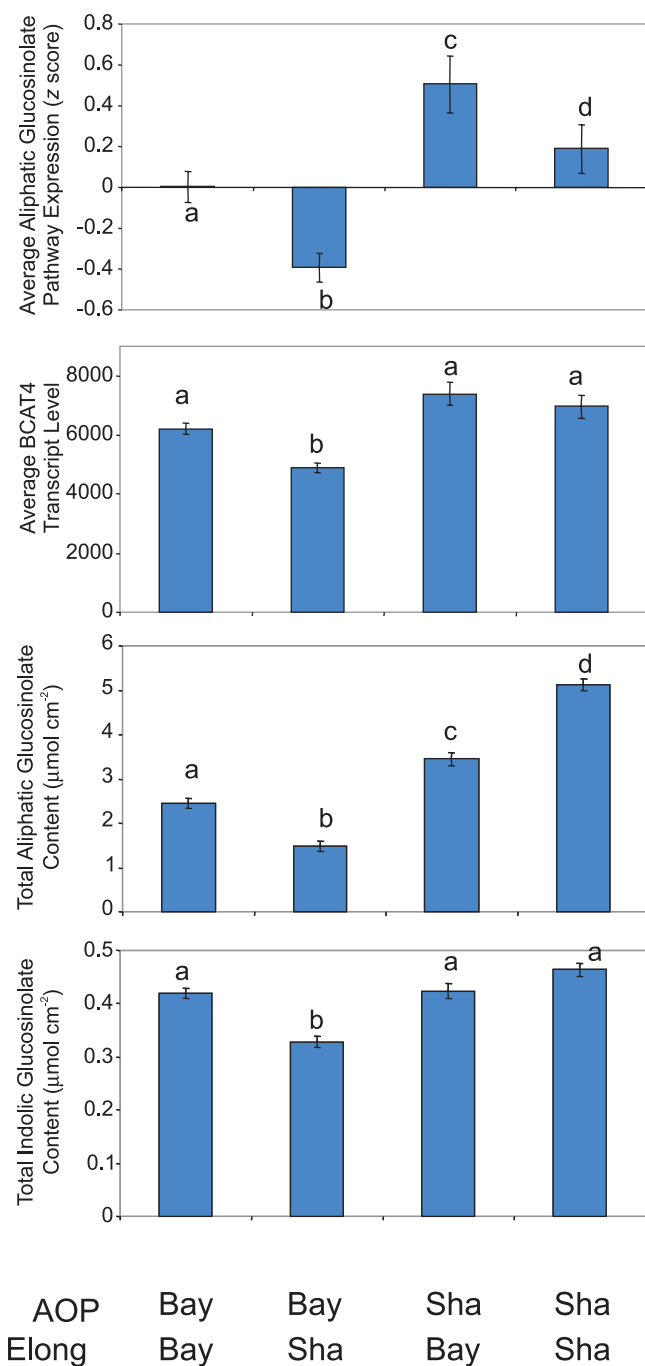 Average Aliphatic Glucosinolate
Pathway Expression (z score)
0.8
0.6
0.4
0.2
0
-0.2
-0.4
-0.6
a
b
c
d
Average BCAT4
Transcript Level
8000
6000
4000
2000
0
a
b
a
a
Total Aliphatic Glucosinolate
Content (µmol cm-2)
6
5
4
3
2
1
0
a
b
c
d
Total Indolic Glucosinolate
Content (µmol cm-2)
0.5
0.4
0.3
0.2
0.1
0
a
b
a
a
AOP Bay Bay Sha Sha
Elong Bay Sha Bay Sha